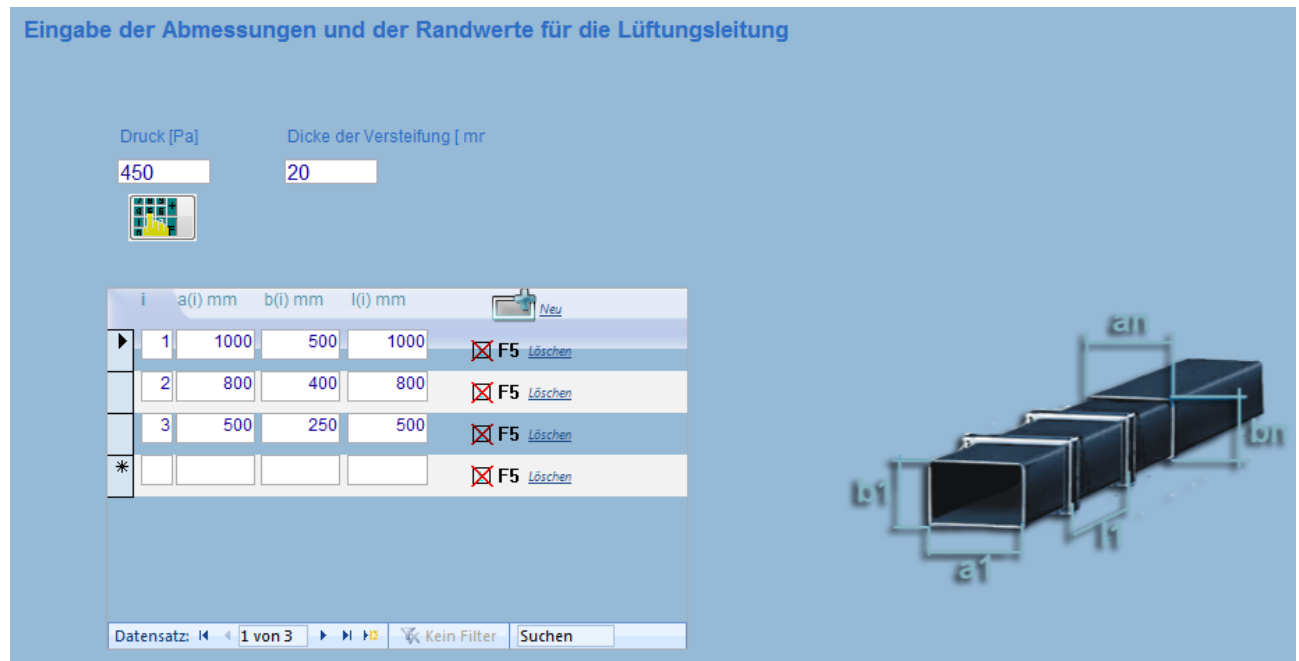 Eingabe der Abmessungen und der Randwerte für die Lüftungsleitung
Druck [Pa] Dicke der Versteifung [ mr
450 20
i a(i) mm b(i) mm l(i) mm Neu
1 1000 500 1000 F5 Löschen
2 800 400 800 F5 Löschen
3 500 250 500 F5 Löschen
* F5 Löschen
an
bn
b1
l1
a1
Datensatz: 1 von 3 Kein Filter Suchen